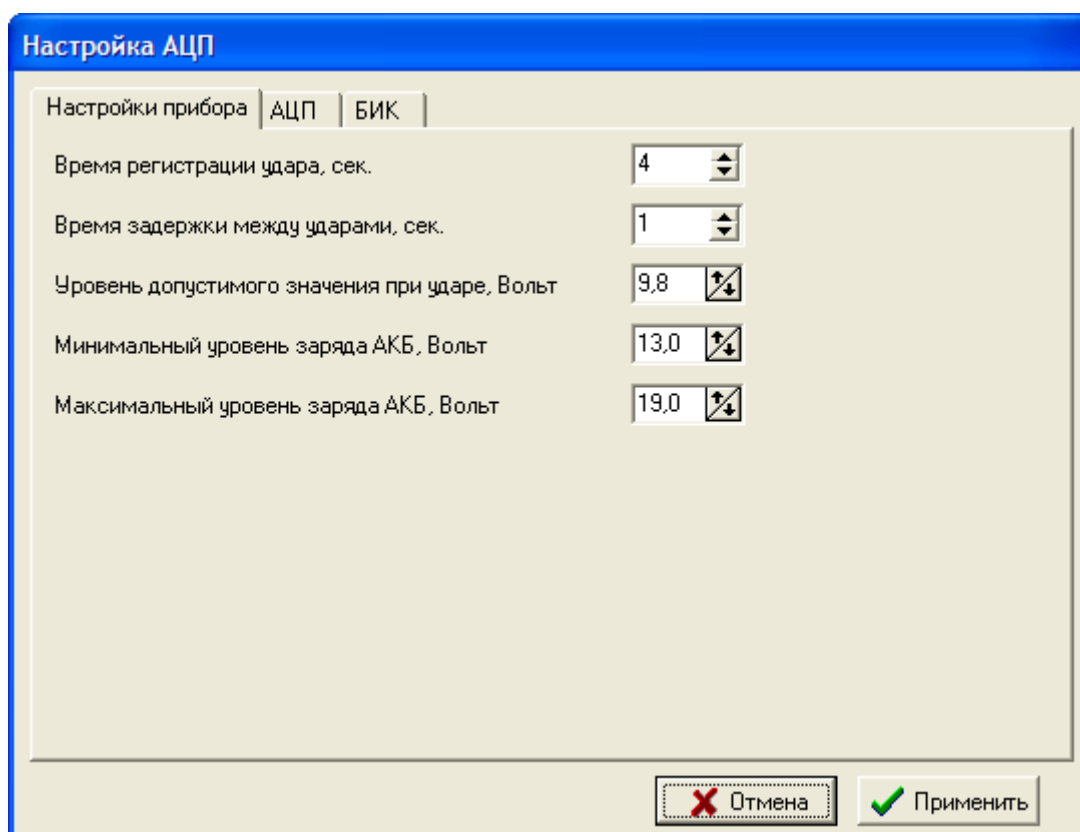 Настройка АЦП
Настройки прибора АЦП БИК
Время регистрации удара, сек. 4
Время задержки между ударами, сек. 1
Уровень допустимого значения при ударе, Вольт 9,8
Минимальный уровень заряда АКБ, Вольт 13,0
Максимальный уровень заряда АКБ, Вольт 19,0
Отмена Применить